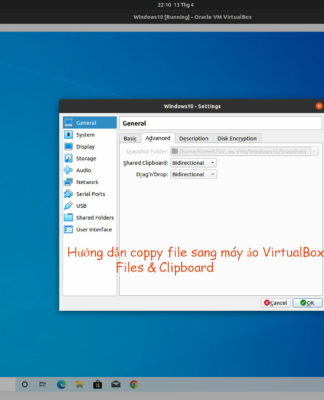 22:10 13 Thg 4
Windows10 [Running] - Oracle VM VirtualBox
Windows10 - Settings
General
System
Display
Storage
Audio
Network
Serial Ports
USB
Shared Folders
User Interface
General
Basic Advanced Description Disk Encryption
Snapshot Folder:
Shared Clipboard: Bidirectional
Drag'n'Drop: Bidirectional
Hướng dẫn coppy file sang máy ảo VirtualBox
Files & Clipboard
Cancel OK